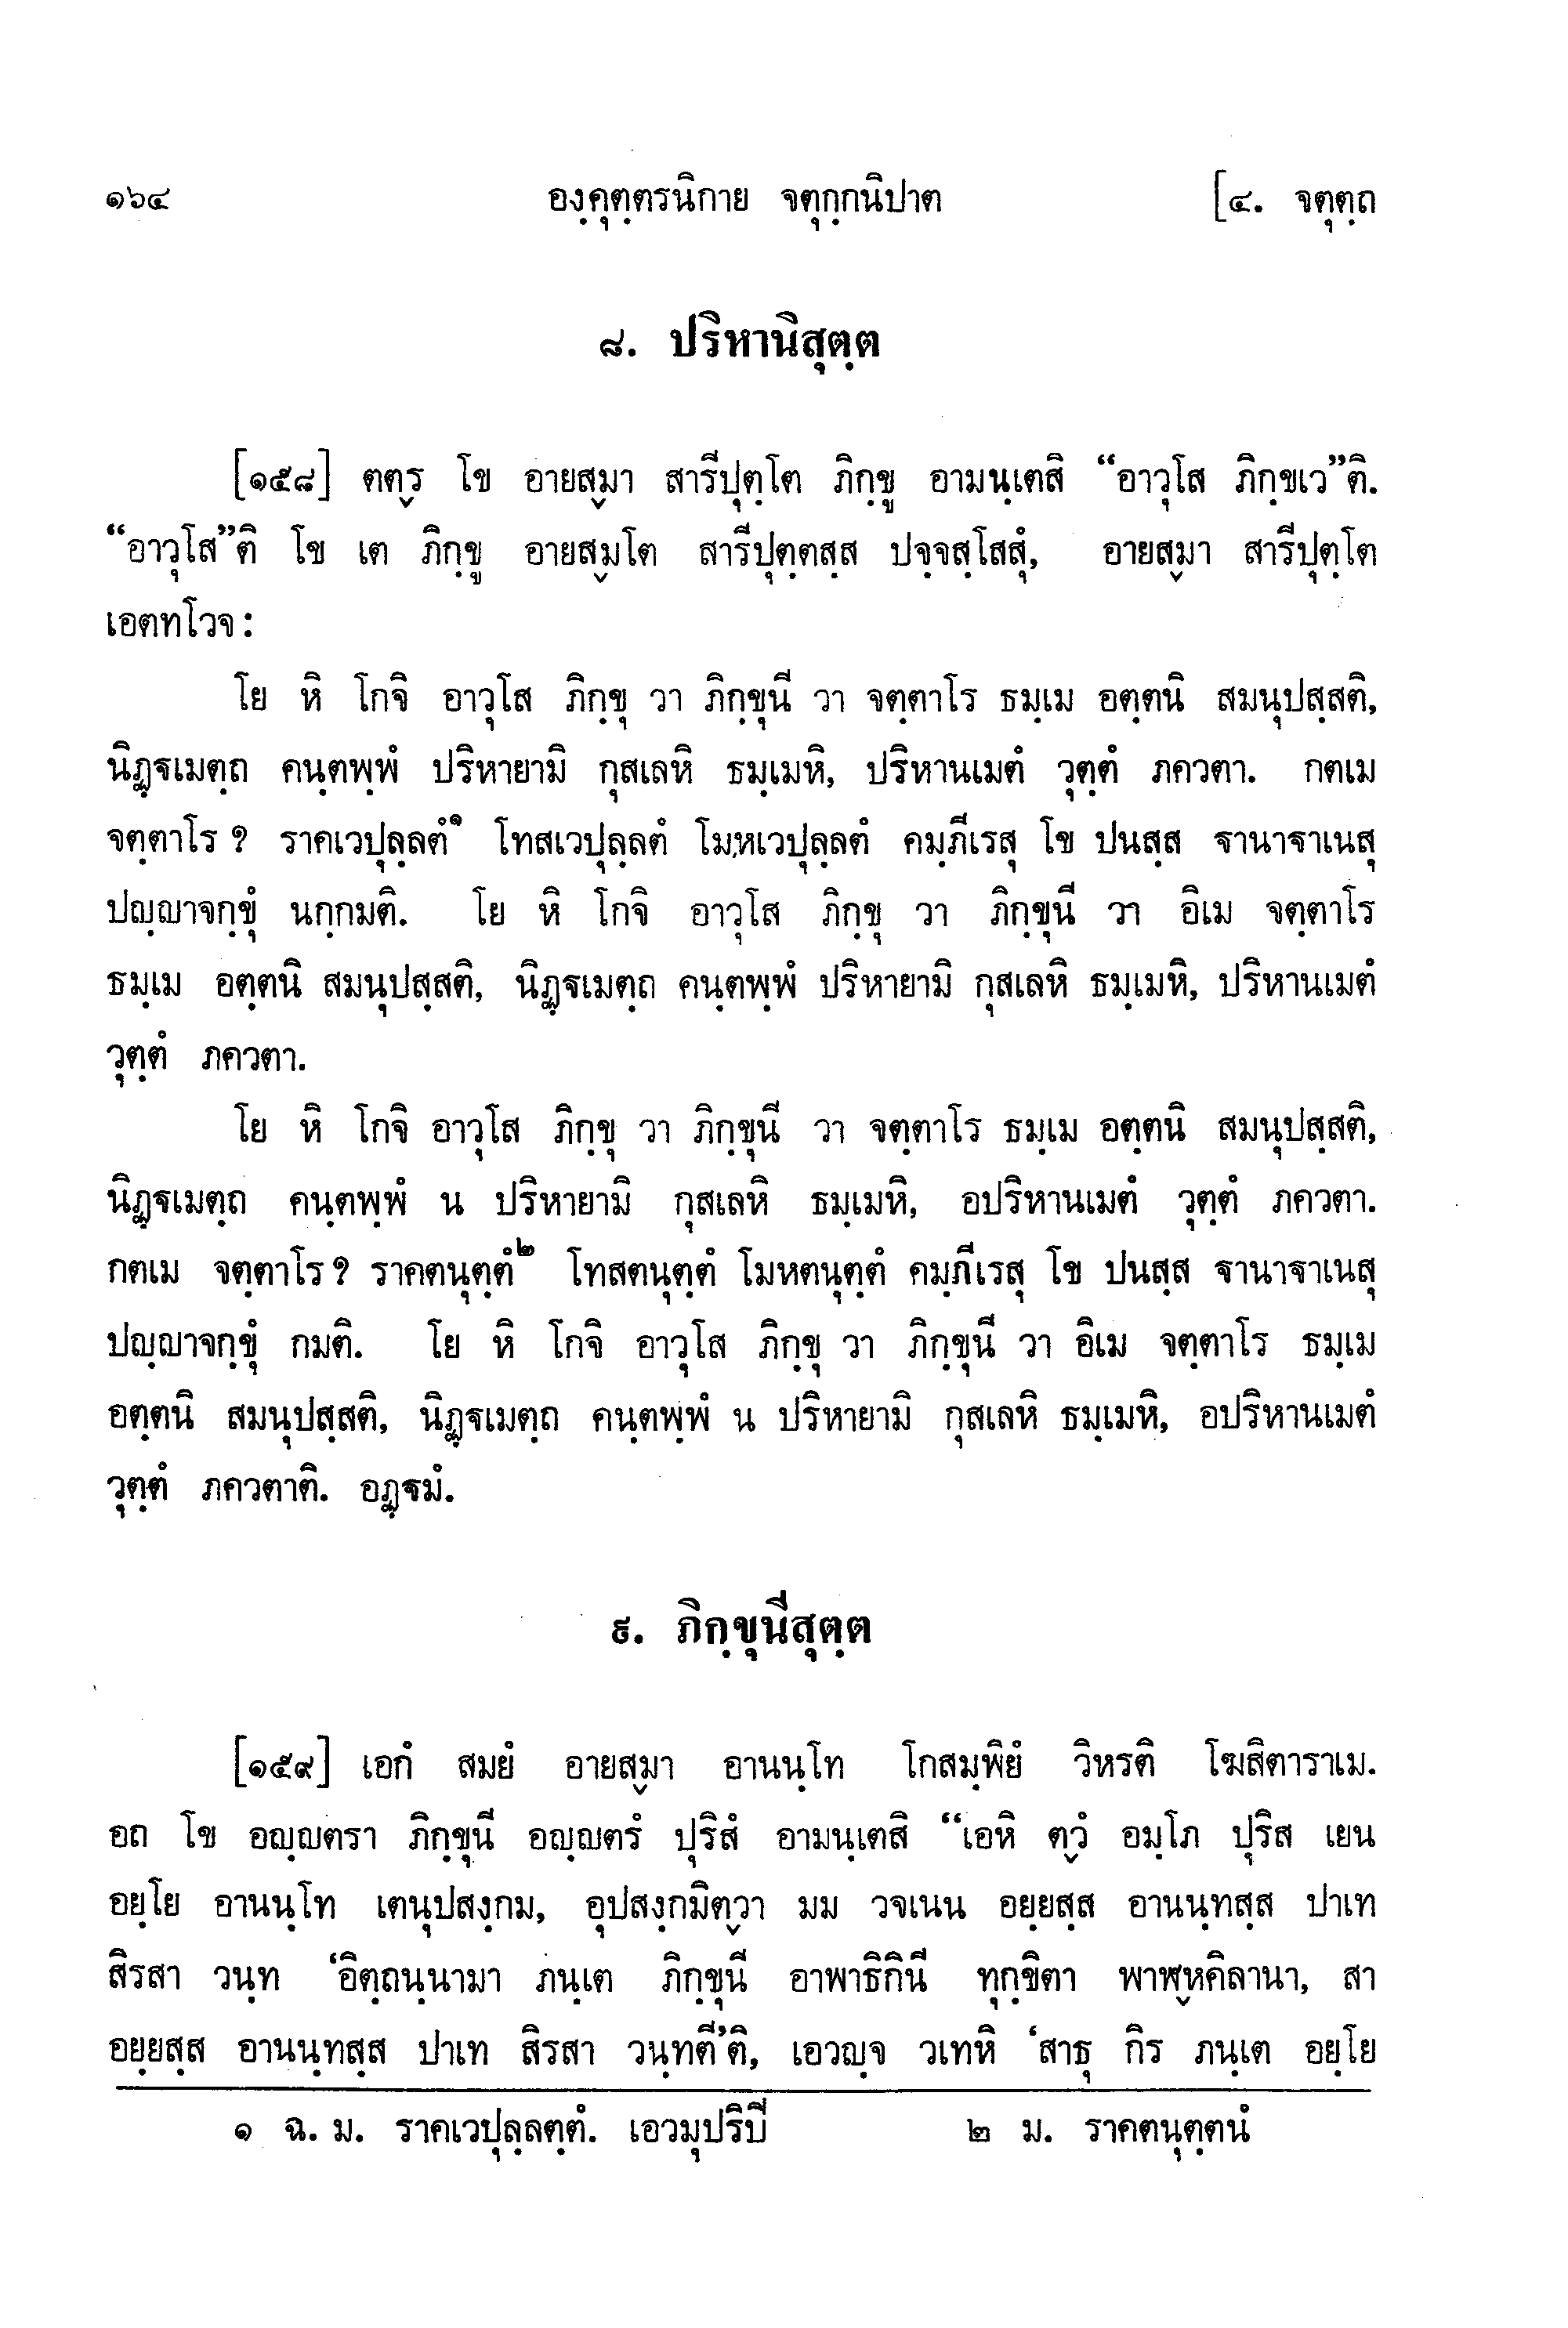 ๑๖๔ องฺคุตฺตรนิกาย จตุกฺกนิปาต [๔. จตุตฺถ
๘. ปริหานิสุตฺต
[๑๕๘] ตตฺร โข อายสฺมา สารีปุตฺโต ภิกฺขู อามนฺเตสิ “อาวุโส ภิกฺขเว”ติ.
“อาวุโส”ติ โข เต ภิกฺขู อายสฺมโต สารีปุตฺตสฺส ปจฺจสฺโสสุํ, อายสฺมา สารีปุตฺโต
เอตทโวจ:
โย หิ โกจิ อาวุโส ภิกฺขุ วา ภิกฺขุนี วา จตฺตาโร ธมฺเม อตฺตนิ สมนุปสฺสติ,
นิฏฺฐเมตฺถ คนฺตพฺพํ ปริหายามิ กุสเลหิ ธมฺเมหิ, ปริหานเมตํ วุตฺตํ ภควตา. กตเม
จตฺตาโร ? ราคเวปุลฺลตํ๑ โทสเวปุลฺลตํ โมหเวปุลฺลตํ คมฺภีเรสุ โข ปนสฺส ฐานาฐาเนสุ
ปญฺญาจกฺขุํ นกฺกมติ. โย หิ โกจิ อาวุโส ภิกฺขุ วา ภิกฺขุนี วา อิเม จตฺตาโร
ธมฺเม อตฺตนิ สมนุปสฺสติ, นิฏฺฐเมตฺถ คนฺตพฺพํ ปริหายามิ กุสเลหิ ธมฺเมหิ, ปริหานเมตํ
วุตฺตํ ภควตา.
โย หิ โกจิ อาวุโส ภิกฺขุ วา ภิกฺขุนี วา จตฺตาโร ธมฺเม อตฺตนิ สมนุปสฺสติ,
นิฏฺฐเมตฺถ คนฺตพฺพํ น ปริหายามิ กุสเลหิ ธมฺเมหิ, อปริหานเมตํ วุตฺตํ ภควตา.
กตเม จตฺตาโร ? ราคตนุตฺตํ๒ โทสตนุตฺตํ โมหตนุตฺตํ คมฺภีเรสุ โข ปนสฺส ฐานาฐาเนสุ
ปญฺญาจกฺขุํ กมติ. โย หิ โกจิ อาวุโส ภิกฺขุ วา ภิกฺขุนี วา อิเม จตฺตาโร ธมฺเม
อตฺตนิ สมนุปสฺสติ, นิฏฺฐเมตฺถ คนฺตพฺพํ น ปริหายามิ กุสเลหิ ธมฺเมหิ, อปริหานเมตํ
วุตฺตํ ภควตาติ. อฏฺฐมํ.
๙. ภิกฺขุนีสุตฺต
[๑๕๙] เอกํ สมยํ อายสฺมา อานนฺโท โกสมฺพิยํ วิหรติ โฆสิตาราเม.
อถ โข อญฺญตรา ภิกฺขุนี อญฺญตรํ ปุริสํ อามนฺเตสิ “เอหิ ตฺวํ อมฺโภ ปุริส เยน
อยฺโย อานนฺโท เตนุปสงฺกม, อุปสงฺกมิตฺวา มม วจเนน อยฺยสฺส อานนฺทสฺส ปาเท
สิรสา วนฺท ‘อิตฺถนฺนามา ภนฺเต ภิกฺขุนี อาพาธิกินี ทุกฺขิตา พาฬฺหคิลานา, สา
อยฺยสฺส อานนฺทสฺส ปาเท สิรสา วนฺทตี’ติ, เอวญฺจ วเทหิ ‘สาธุ กิร ภนฺเต อยฺโย
๑ ฉ. ม. ราคเวปุลฺลตฺตํ. เอวมุปริปี ๒ ม. ราคตนุตฺตนํ